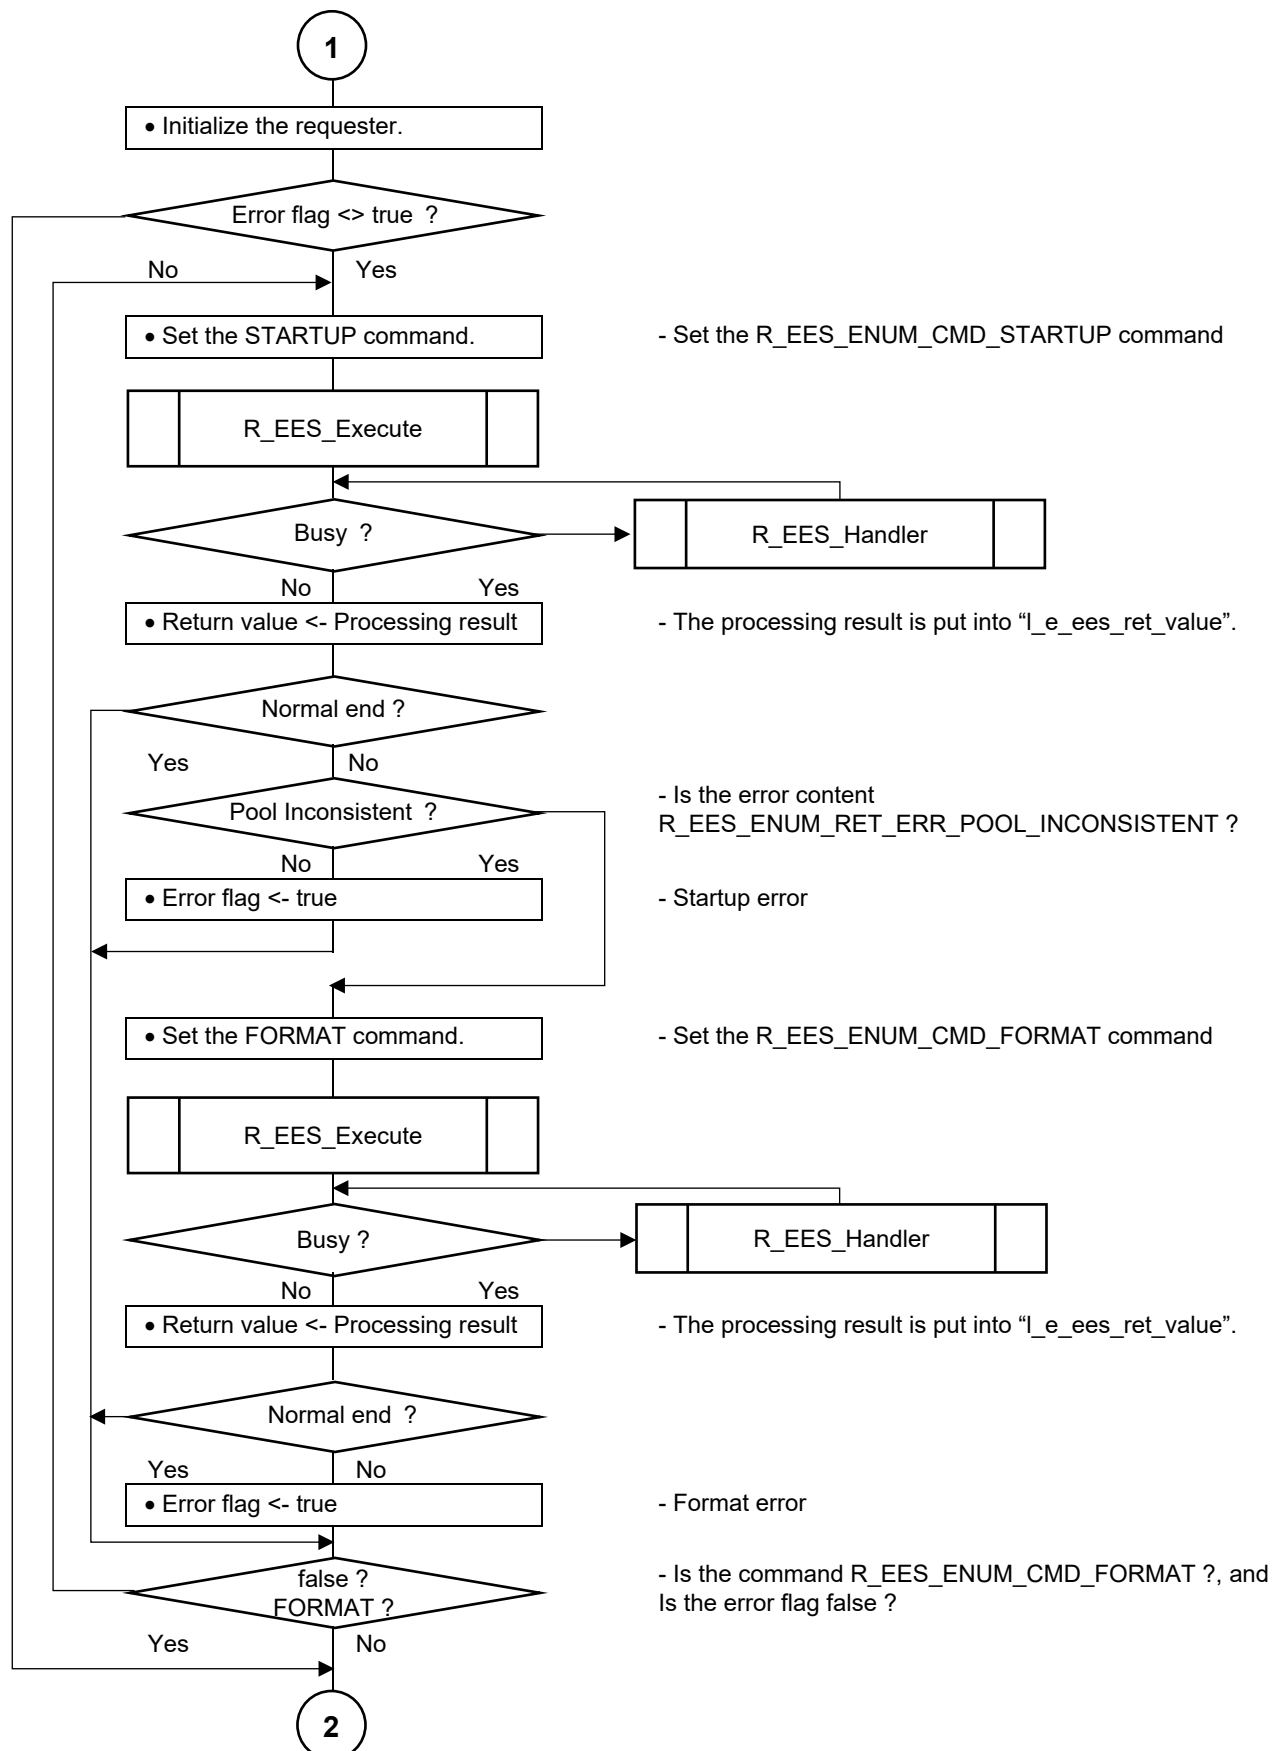 1
• Initialize the requester.
Error flag <> true ?
No Yes
• Set the STARTUP command. - Set the R_EES_ENUM_CMD_STARTUP command
R_EES_Execute
Busy ? R_EES_Handler
No Yes
• Return value <- Processing result - The processing result is put into “l_e_ees_ret_value”.
Normal end ?
Yes No
Pool Inconsistent ? - Is the error content
R_EES_ENUM_RET_ERR_POOL_INCONSISTENT ?
No Yes
• Error flag <- true - Startup error
• Set the FORMAT command. - Set the R_EES_ENUM_CMD_FORMAT command
R_EES_Execute
Busy ? R_EES_Handler
No Yes
• Return value <- Processing result - The processing result is put into “l_e_ees_ret_value”.
Normal end ?
Yes No
• Error flag <- true - Format error
false ? - Is the command R_EES_ENUM_CMD_FORMAT ?, and
FORMAT ? Is the error flag false ?
Yes No
2